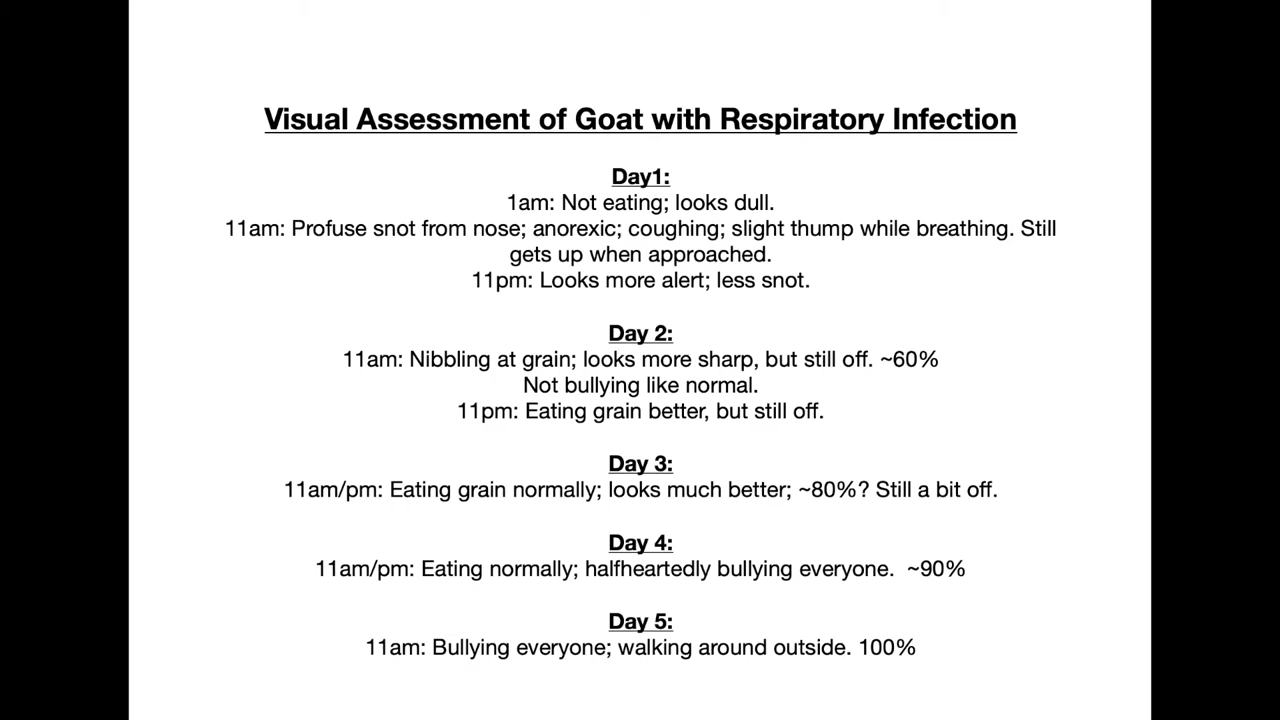 Visual Assessment of Goat with Respiratory Infection
Day1:
1am: Not eating; looks dull.
11am: Profuse snot from nose; anorexic; coughing; slight thump while breathing. Still
gets up when approached.
11pm: Looks more alert; less snot.
Day 2:
11am: Nibbling at grain; looks more sharp, but still off. ~60%
Not bullying like normal.
11pm: Eating grain better, but still off.
Day 3:
11am/pm: Eating grain normally; looks much better; ~80%? Still a bit off.
Day 4:
11am/pm: Eating normally; halfheartedly bullying everyone.  ~90%
Day 5:
11am: Bullying everyone; walking around outside. 100%